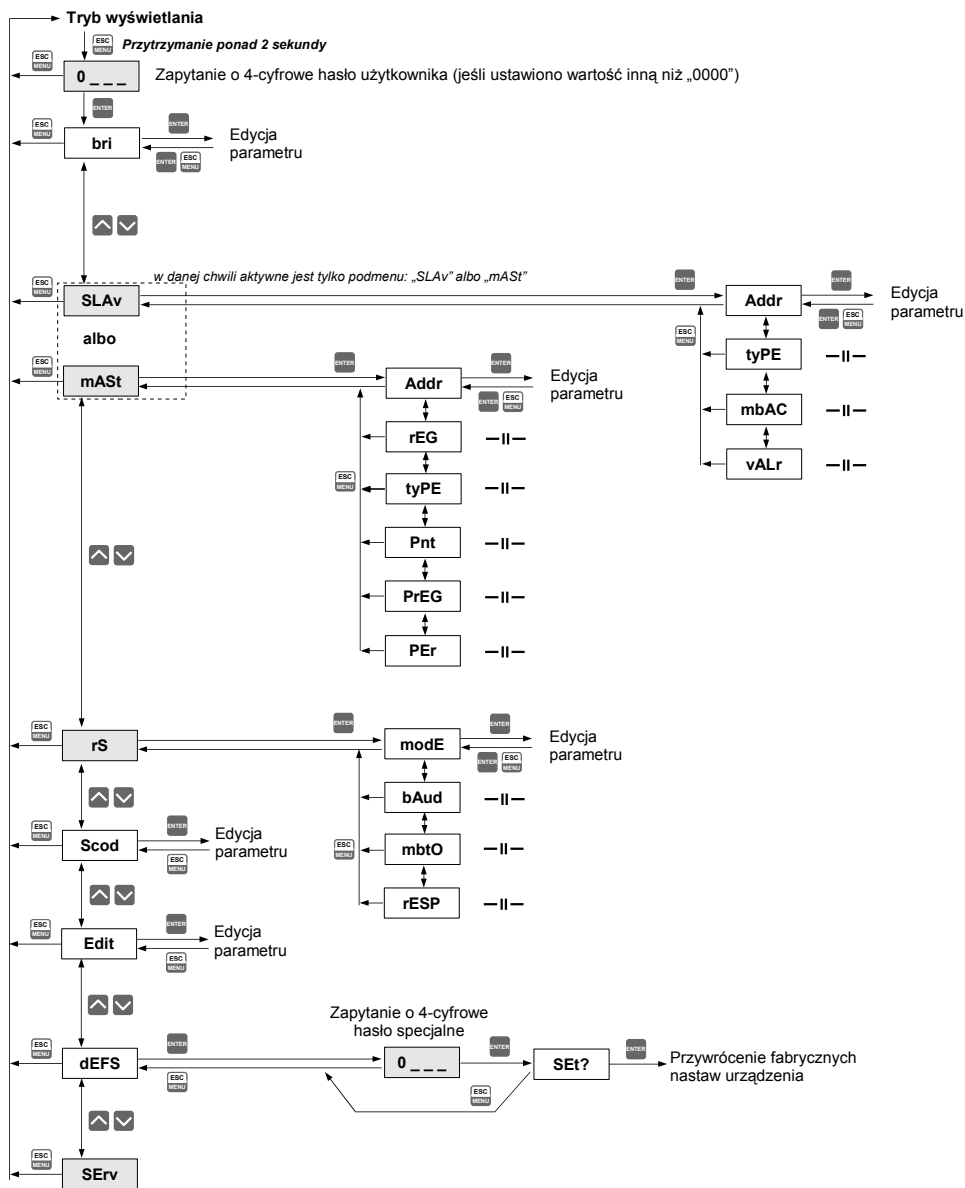 Tryb wyświetlania
ESC MENU
Przytrzymanie ponad 2 sekundy
ESC MENU
0 _ _ _
Zapytanie o 4-cyfrowe hasło użytkownika (jeśli ustawiono wartość inną niż „0000”)
ENTER
ESC MENU
bri
ENTER
ENTER ESC MENU
Edycja
parametru
w danej chwili aktywne jest tylko podmenu: „SLAv” albo „mASt”
ESC MENU
SLAv
ENTER
Addr
ENTER
ENTER ESC MENU
Edycja
parametru
albo
ESC MENU
tyPE
—II—
mbAC
—II—
vALr
—II—
ESC MENU
mASt
ENTER
Addr
ENTER
ENTER ESC MENU
Edycja
parametru
rEG
—II—
ESC MENU
tyPE
—II—
Pnt
—II—
PrEG
—II—
PEr
—II—
ESC MENU
rS
ENTER
modE
ENTER
ENTER ESC MENU
Edycja
parametru
bAud
—II—
ESC MENU
mbtO
—II—
rESP
—II—
ESC MENU
Scod
ENTER
ESC MENU
Edycja
parametru
ESC MENU
Edit
ENTER
ESC MENU
Edycja
parametru
Zapytanie o 4-cyfrowe
hasło specjalne
ESC MENU
dEFS
ENTER
ESC MENU
0 _ _ _
ENTER
ESC MENU
SEt?
ENTER
Przywrócenie fabrycznych
nastaw urządzenia
ESC MENU
SErv